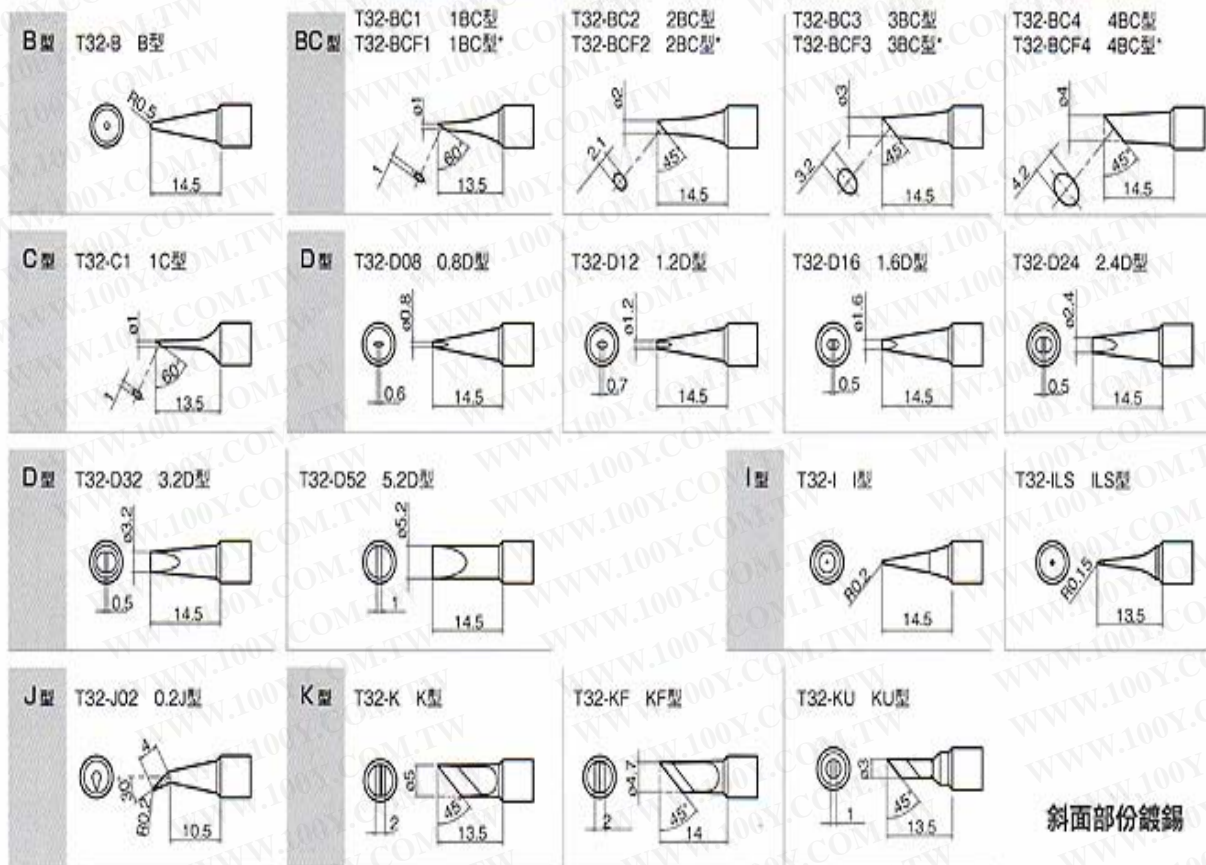 B型
T32-B B型
R0.5
14.5
BC型
T32-BC1 1BC型
T32-BCF1 1BC型*
ø1
1
60°
13.5
T32-BC2 2BC型
T32-BCF2 2BC型*
ø2
2.1
45°
14.5
T32-BC3 3BC型
T32-BCF3 3BC型*
ø3
3.2
45°
14.5
T32-BC4 4BC型
T32-BCF4 4BC型*
ø4
4.2
45°
14.5
C型
T32-C1 1C型
ø1
1
60°
13.5
D型
T32-D08 0.8D型
ø0.8
0.6
14.5
T32-D12 1.2D型
ø1.2
0.7
14.5
T32-D16 1.6D型
ø1.6
0.5
14.5
T32-D24 2.4D型
ø2.4
0.5
14.5
D型
T32-D32 3.2D型
ø3.2
0.5
14.5
T32-D52 5.2D型
ø5.2
1
14.5
I型
T32-I I型
R0.2
14.5
T32-ILS ILS型
R0.15
13.5
J型
T32-J02 0.2J型
4
30°
R0.2
10.5
K型
T32-K K型
ø5
2
45°
13.5
T32-KF KF型
ø4.7
2
45°
14
T32-KU KU型
ø3
1
45°
13.5
斜面部份鍍錫
WWW.100Y.COM.TW